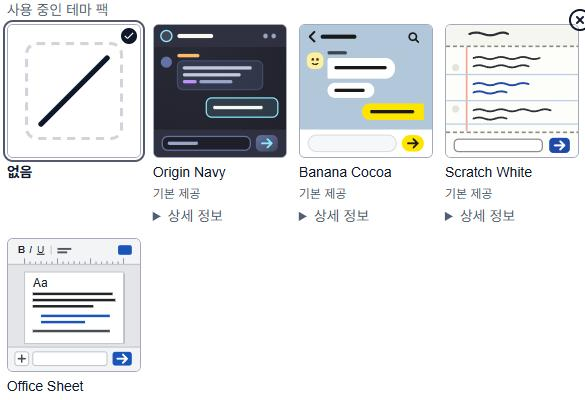 사용 중인 테마 팩
없음
Origin Navy
기본 제공
▶ 상세 정보
Banana Cocoa
기본 제공
▶ 상세 정보
Scratch White
기본 제공
▶ 상세 정보
B I U
Aa
Office Sheet